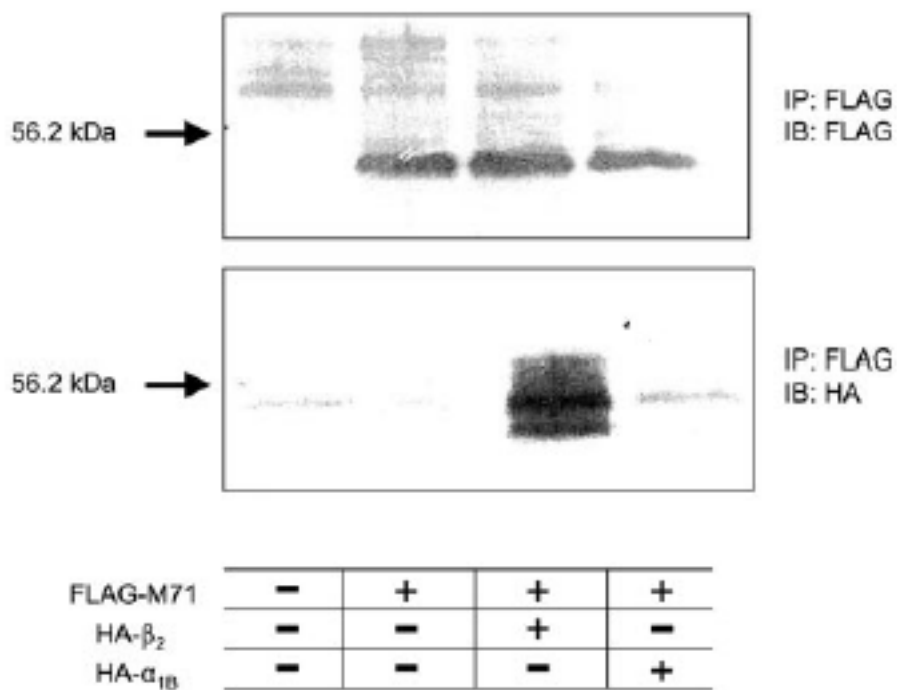 56.2 kDa
IP: FLAG
IB: FLAG
56.2 kDa
IP: FLAG
IB: HA
FLAG-M71 - + + +
HA-β2 - - + -
HA-α1B - - - +